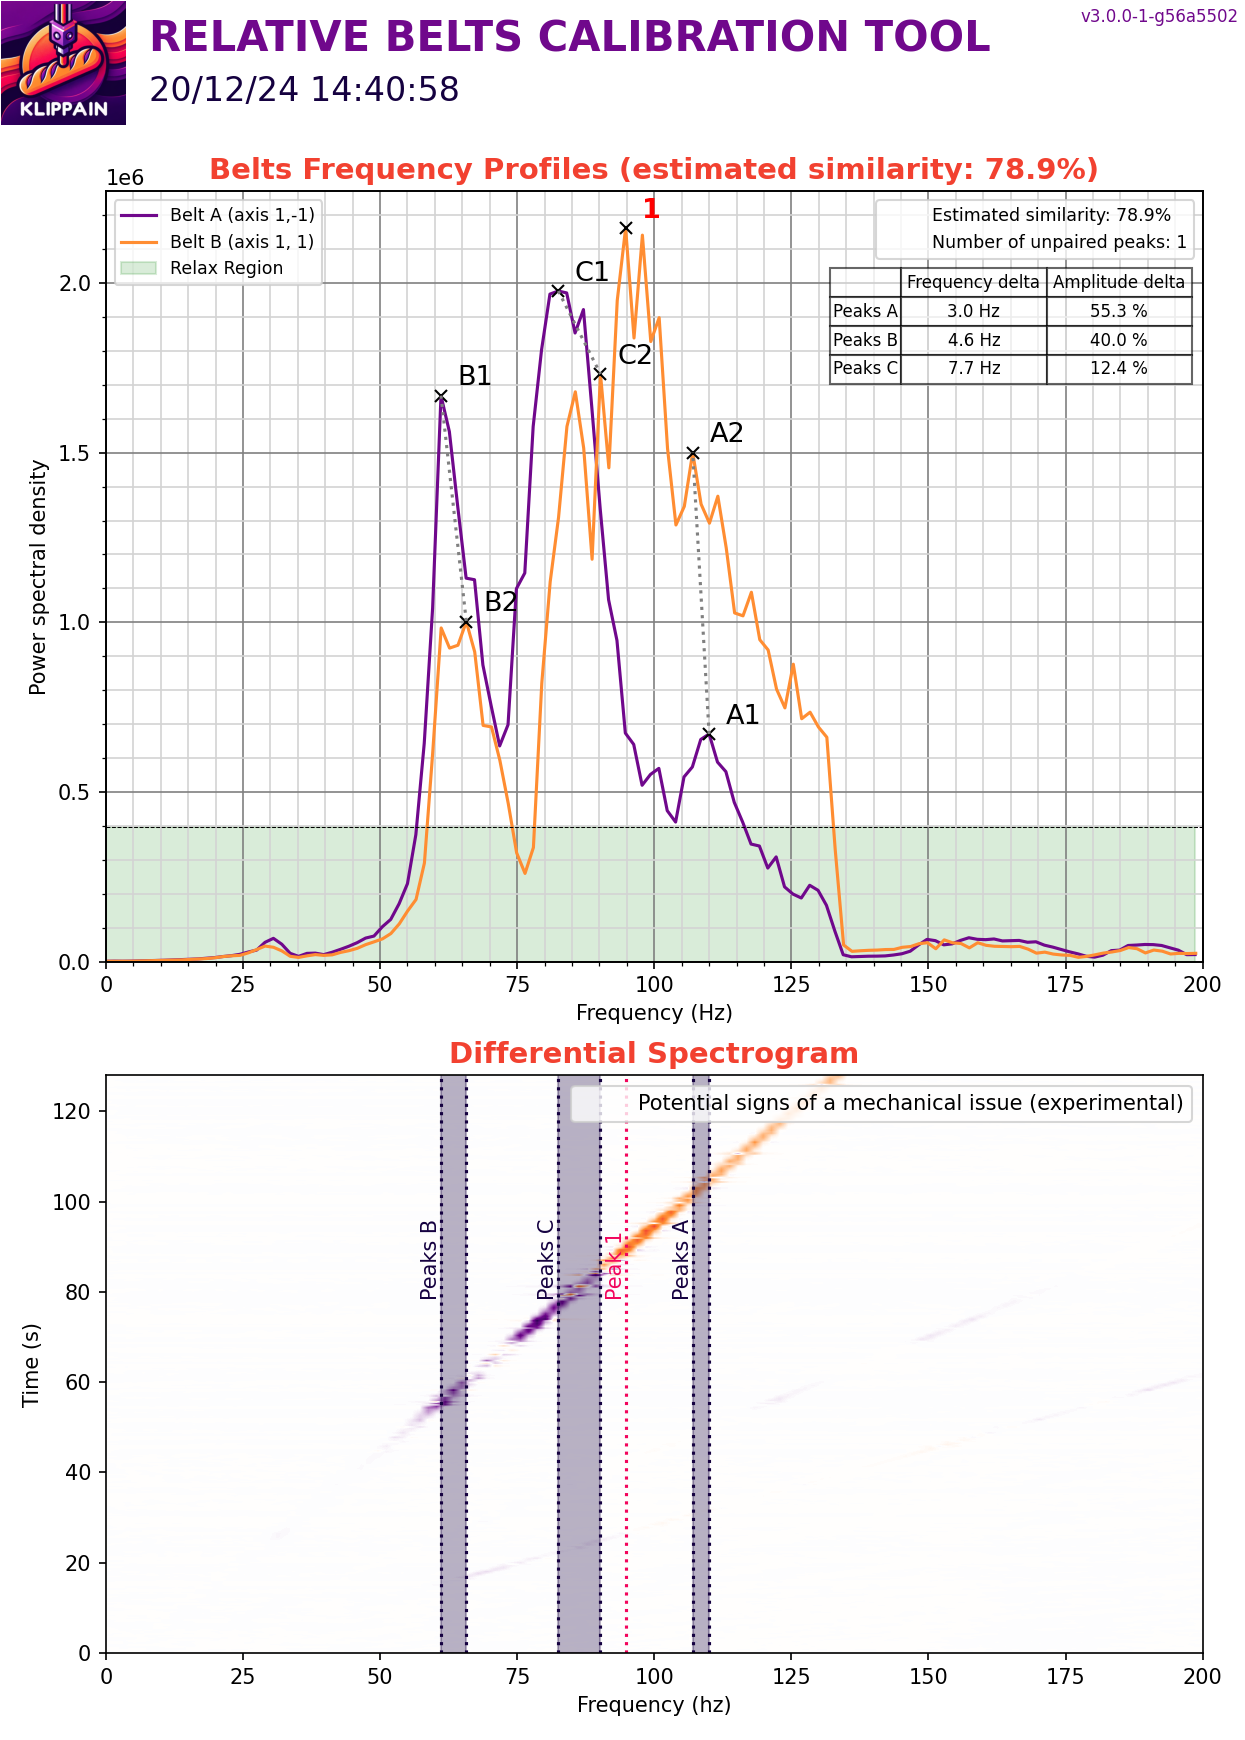 v3.0.0-1-g56a5502
RELATIVE BELTS CALIBRATION TOOL
20/12/24 14:40:58
KLIPPAIN
Belts Frequency Profiles (estimated similarity: 78.9%)
1e6
Belt A (axis 1,-1)
Belt B (axis 1, 1)
Relax Region
Estimated similarity: 78.9%
Number of unpaired peaks: 1
Frequency delta Amplitude delta
Peaks A 3.0 Hz 55.3 %
Peaks B 4.6 Hz 40.0 %
Peaks C 7.7 Hz 12.4 %
1
C1
C2
B1
A2
B2
A1
Power spectral density
2.0
1.5
1.0
0.5
0.0
0 25 50 75 100 125 150 175 200
Frequency (Hz)
Differential Spectrogram
Potential signs of a mechanical issue (experimental)
Peaks B
Peaks C
Peak 1
Peaks A
Time (s)
120
100
80
60
40
20
0
0 25 50 75 100 125 150 175 200
Frequency (hz)